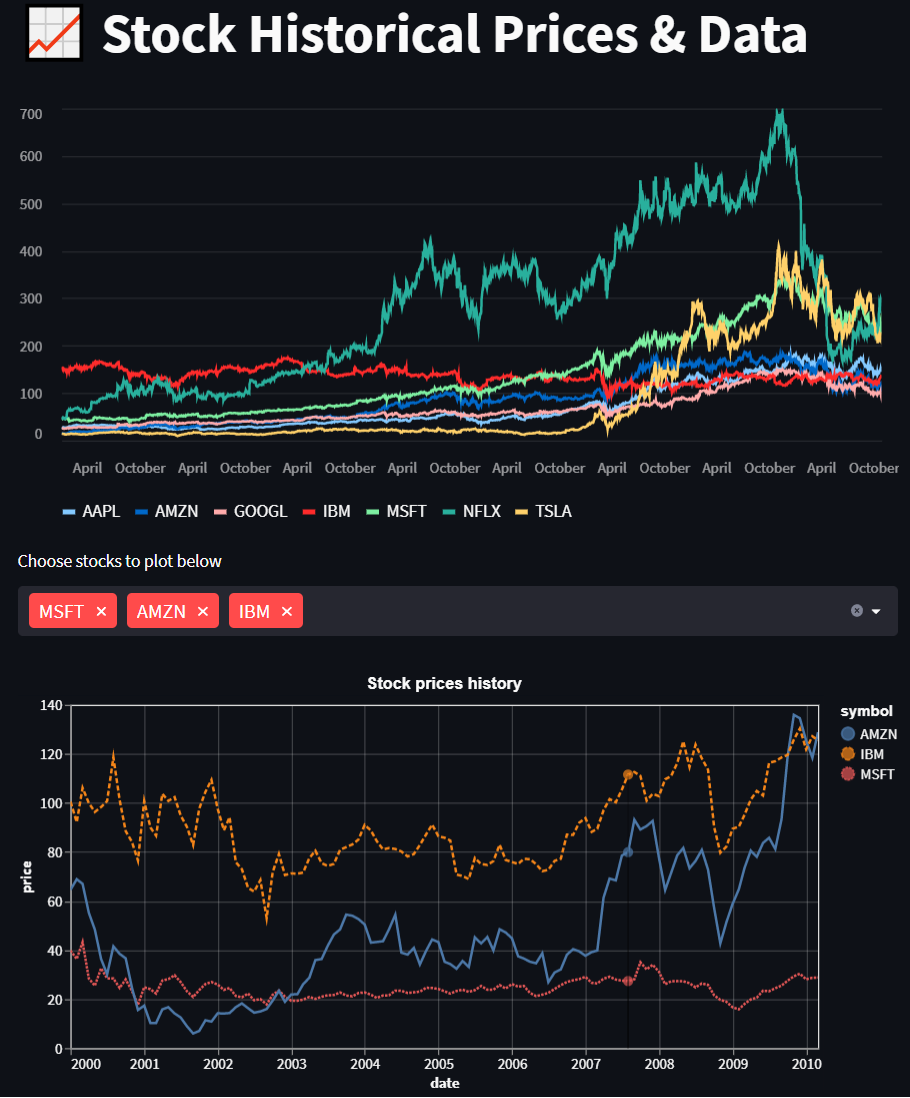 Stock Historical Prices & Data
700
600
500
400
300
200
100
0
April October April October April October April October April October April October April October April October
AAPL AMZN GOOGL IBM MSFT NFLX TSLA
Choose stocks to plot below
MSFT × AMZN × IBM ×
Stock prices history
140
120
100
80
60
40
20
0
price
2000 2001 2002 2003 2004 2005 2006 2007 2008 2009 2010
date
symbol
AMZN
IBM
MSFT